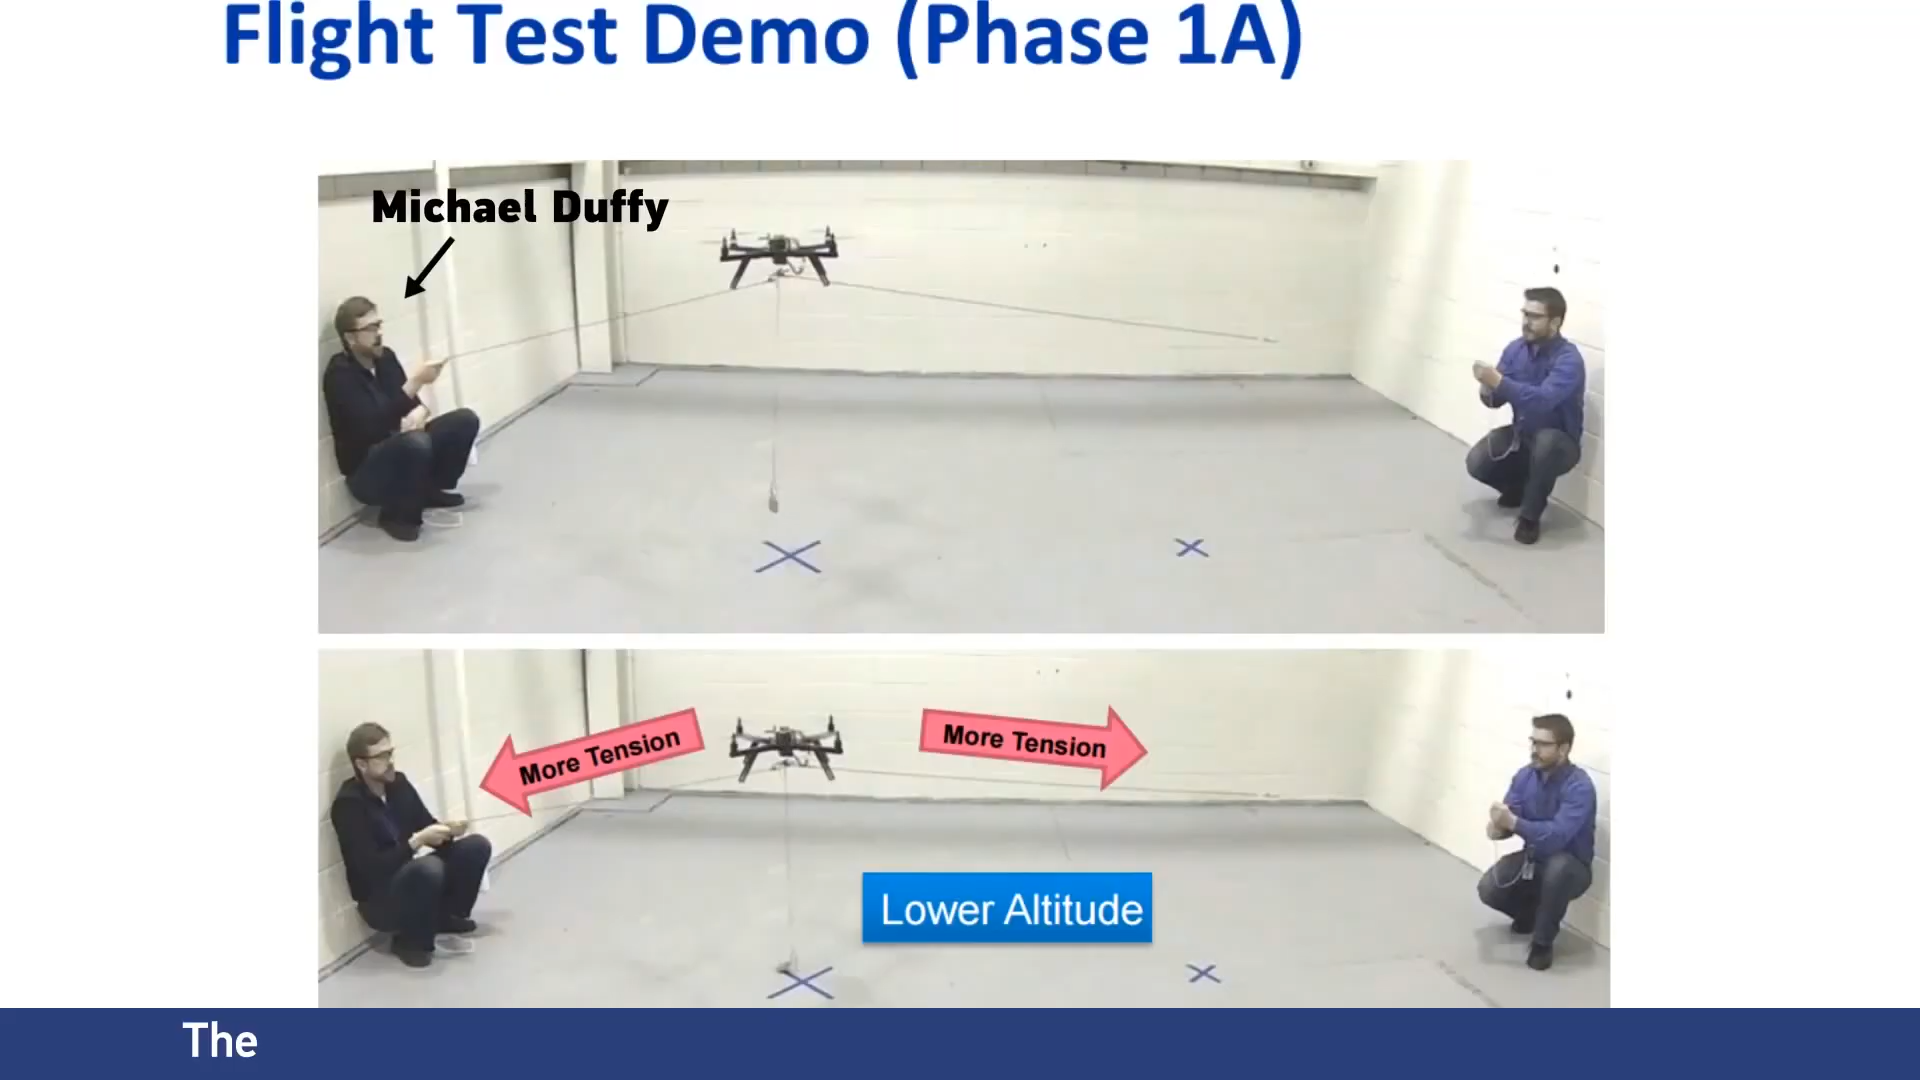 Flight Test Demo (Phase 1A)
Michael Duffy
More Tension
More Tension
Lower Altitude
The